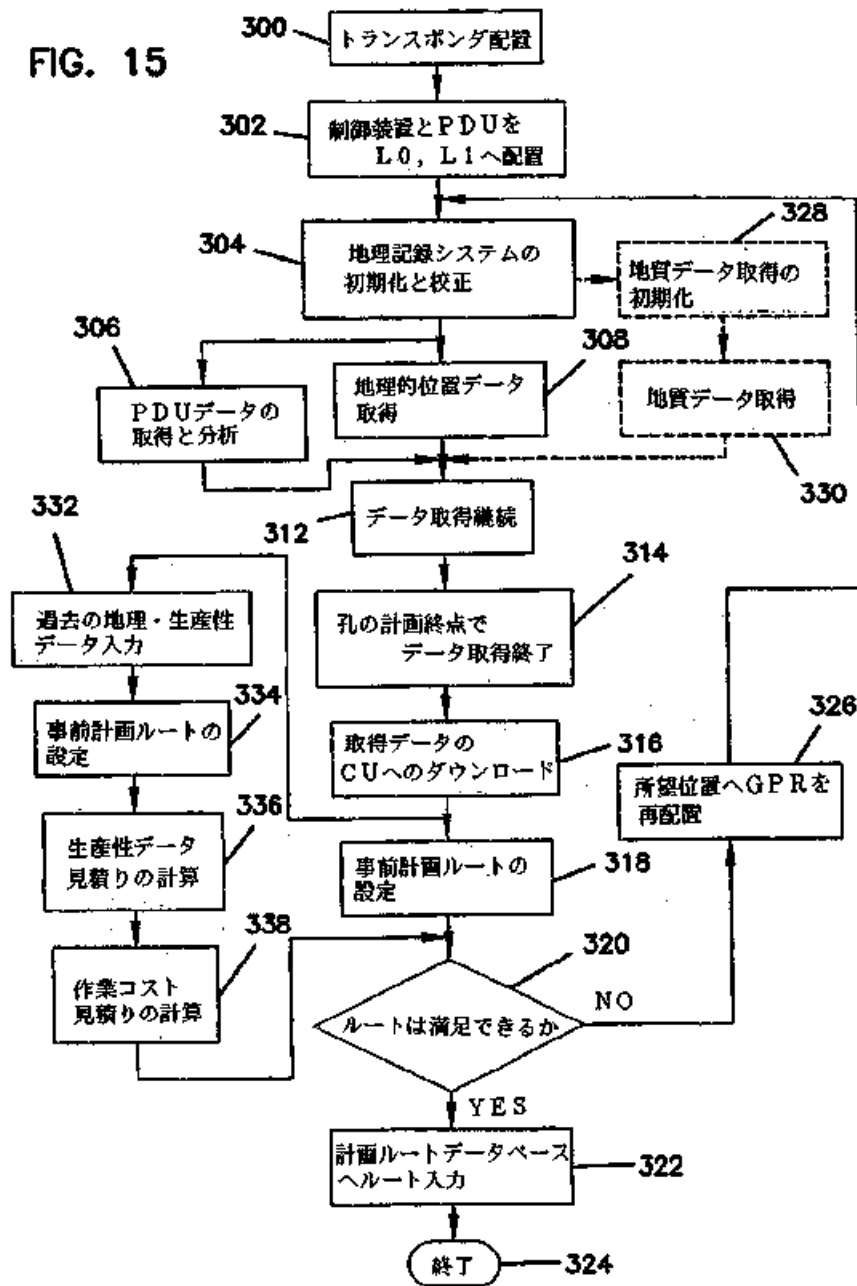 FIG. 15
300
トランスポンダ配置
302
制御装置とPDUを
L0, L1へ配置
304
地理記録システムの
初期化と校正
328
地質データ取得の
初期化
306
PDUデータの
取得と分析
308
地理的位置データ
取得
地質データ取得
330
312
データ取得継続
332
過去の地理・生産性
データ入力
314
孔の計画終点で
データ取得終了
334
事前計画ルートの
設定
取得データの
CUへのダウンロード
316
326
所望位置へGPRを
再配置
336
生産性データ
見積りの計算
事前計画ルートの
設定
318
338
作業コスト
見積りの計算
320
ルートは満足できるか
NO
YES
計画ルートデータベース
へルート入力
322
終了
324